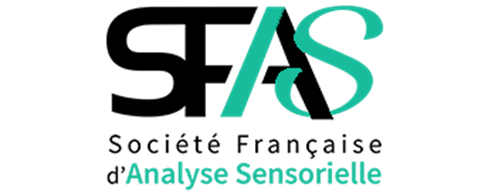 SFAS
Société Française
d'Analyse Sensorielle